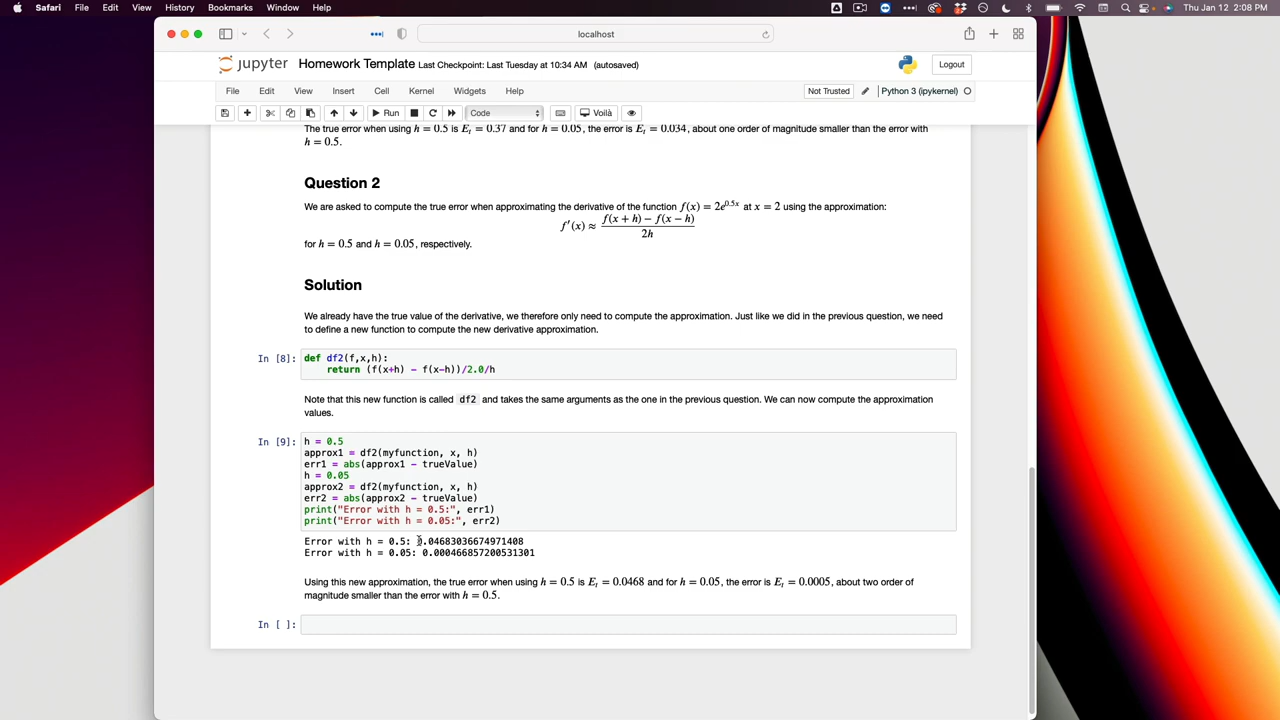 Safari File Edit View History Bookmarks Window Help Thu Jan 12 2:08 PM
localhost
jupyter Homework Template Last Checkpoint: Last Tuesday at 10:34 AM (autosaved) Logout
File Edit View Insert Cell Kernel Widgets Help Not Trusted Python 3 (ipykernel)
Run Code Voilà
The true error when using h = 0.5 is Eₜ = 0.37 and for h = 0.05, the error is Eₜ = 0.034, about one order of magnitude smaller than the error with
h = 0.5.
Question 2
We are asked to compute the true error when approximating the derivative of the function f(x) = 2e^0.5x at x = 2 using the approximation:
f′(x) ≈ f(x + h) − f(x − h) / 2h
for h = 0.5 and h = 0.05, respectively.
Solution
We already have the true value of the derivative, we therefore only need to compute the approximation. Just like we did in the previous question, we need
to define a new function to compute the new derivative approximation.
In [8]: def df2(f,x,h):
return (f(x+h) - f(x-h))/2.0/h
Note that this new function is called df2 and takes the same arguments as the one in the previous question. We can now compute the approximation
values.
In [9]: h = 0.5
approx1 = df2(myfunction, x, h)
err1 = abs(approx1 - trueValue)
h = 0.05
approx2 = df2(myfunction, x, h)
err2 = abs(approx2 - trueValue)
print("Error with h = 0.5:", err1)
print("Error with h = 0.05:", err2)
Error with h = 0.5: 0.04683036674971408
Error with h = 0.05: 0.000466857200531301
Using this new approximation, the true error when using h = 0.5 is Eₜ = 0.0468 and for h = 0.05, the error is Eₜ = 0.0005, about two order of
magnitude smaller than the error with h = 0.5.
In [ ]: